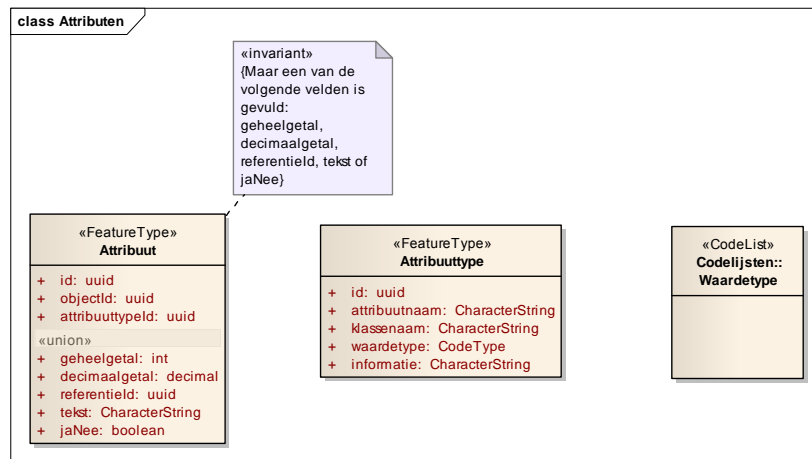 class Attributen
«invariant»
{Maar een van de
volgende velden is
gevuld:
geheelgetal,
decimaalgetal,
referentieId, tekst of
jaNee}
«FeatureType»
Attribuut
+ id: uuid
+ objectId: uuid
+ attribuuttypeId: uuid
«union»
+ geheelgetal: int
+ decimaalgetal: decimal
+ referentieId: uuid
+ tekst: CharacterString
+ jaNee: boolean
«FeatureType»
Attribuuttype
+ id: uuid
+ attribuutnaam: CharacterString
+ klassenaam: CharacterString
+ waardetype: CodeType
+ informatie: CharacterString
«CodeList»
Codelijsten::
Waardetype